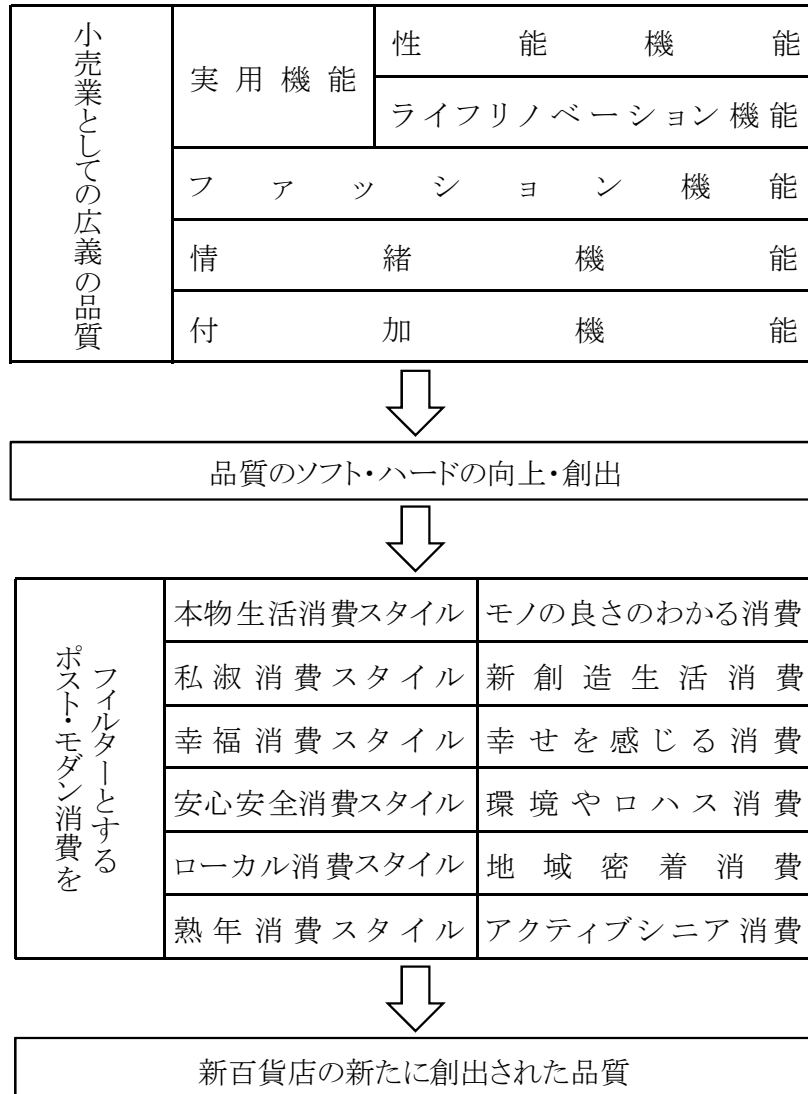 小売業としての広義の品質
実用機能
性能機能
ライフリノベーション機能
ファッション機能
情緒機能
付加機能
品質のソフト・ハードの向上・創出
ポスト・モダン消費を
フィルターとする
本物生活消費スタイル
モノの良さのわかる消費
私淑消費スタイル
新創造生活消費
幸福消費スタイル
幸せを感じる消費
安心安全消費スタイル
環境やロハス消費
ローカル消費スタイル
地域密着消費
熟年消費スタイル
アクティブシニア消費
新百貨店の新たに創出された品質